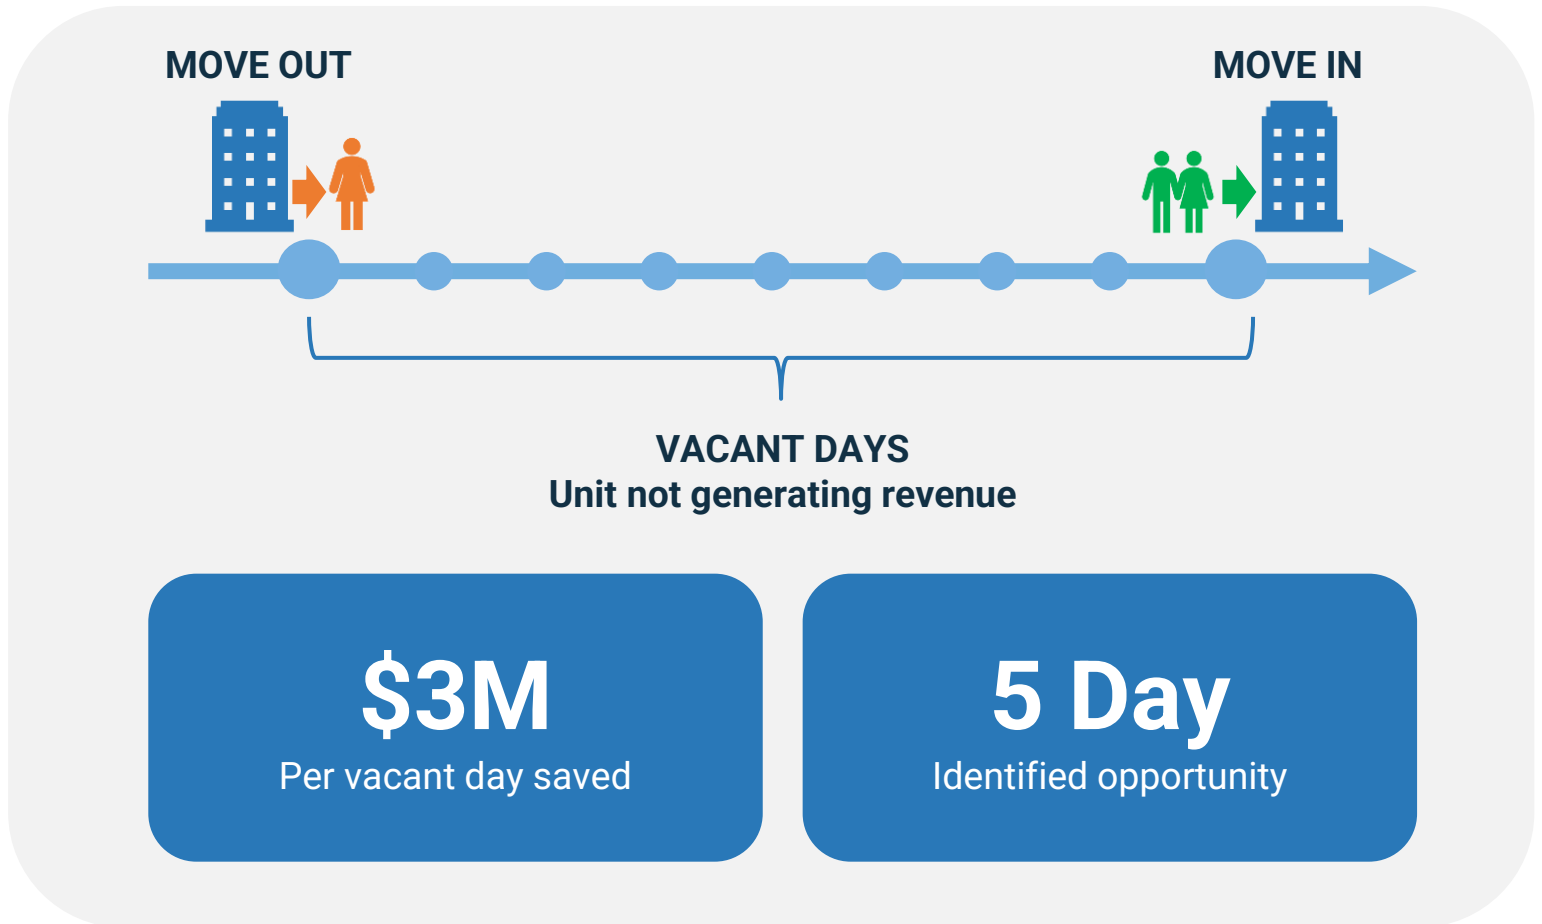 MOVE OUT
MOVE IN
VACANT DAYS
Unit not generating revenue
$3M
Per vacant day saved
5 Day
Identified opportunity